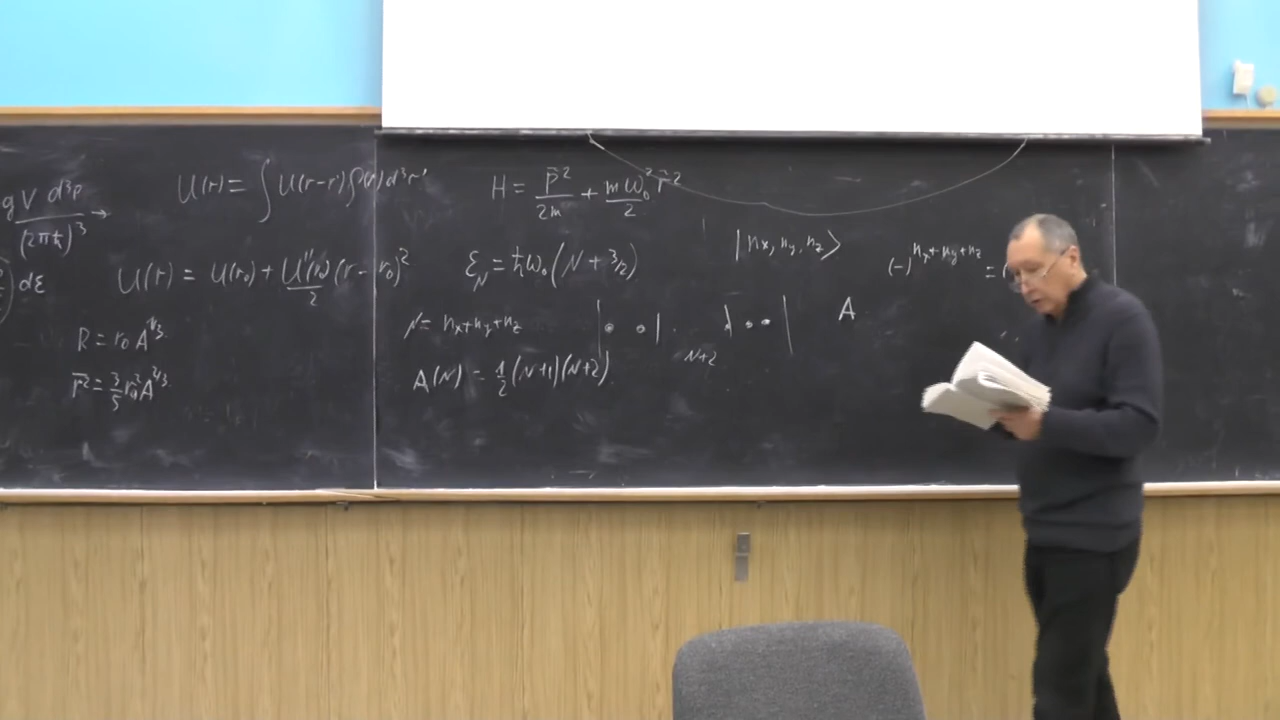 gV d³p / (2πħ)³ →
) dε
R = r₀ A^{1/3}
r̄² = 3/5 r₀² A^{2/3}
U(r) = ∫ U(r-r') ρ(r') d³r'
U(r) = U(r₀) + U''(r₀)/2 (r-r₀)²
H = p̄²/2m + mω₀² r̄²/2
ε_N = ħω₀(N + 3/2)
N = n_x+n_y+n_z
A(N) = 1/2 (N+1)(N+2)
N+2
|n_x, n_y, n_z⟩
A
(-)^{n_x+n_y+n_z} =